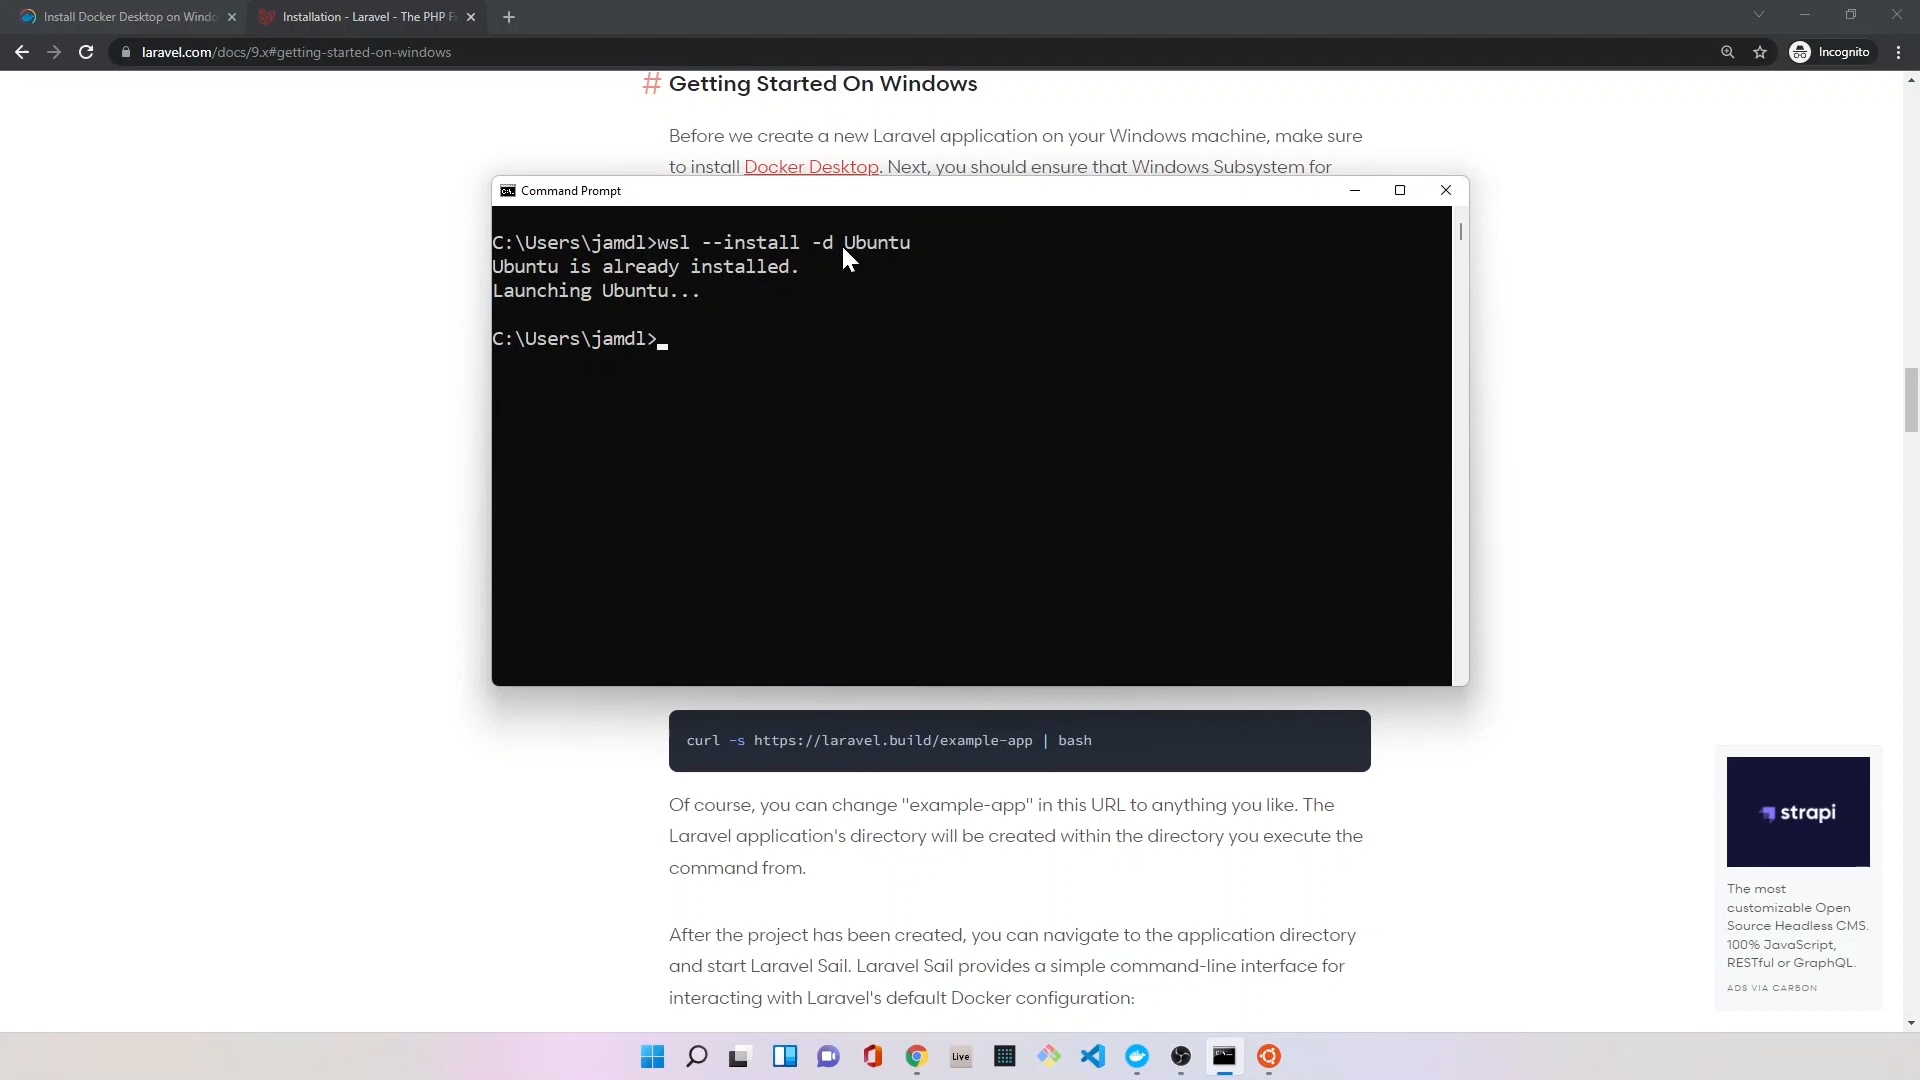 Install Docker Desktop on Windo
Installation - Laravel - The PHP Fr
laravel.com/docs/9.x#getting-started-on-windows
Incognito
# Getting Started On Windows
Before we create a new Laravel application on your Windows machine, make sure
to install Docker Desktop. Next, you should ensure that Windows Subsystem for
Command Prompt
C:\Users\jamdl>wsl --install -d Ubuntu
Ubuntu is already installed.
Launching Ubuntu...
C:\Users\jamdl>
curl -s https://laravel.build/example-app | bash
Of course, you can change "example-app" in this URL to anything you like. The
Laravel application's directory will be created within the directory you execute the
command from.
After the project has been created, you can navigate to the application directory
and start Laravel Sail. Laravel Sail provides a simple command-line interface for
interacting with Laravel's default Docker configuration:
strapi
The most
customizable Open
Source Headless CMS.
100% JavaScript,
RESTful or GraphQL.
ADS VIA CARBON
Live